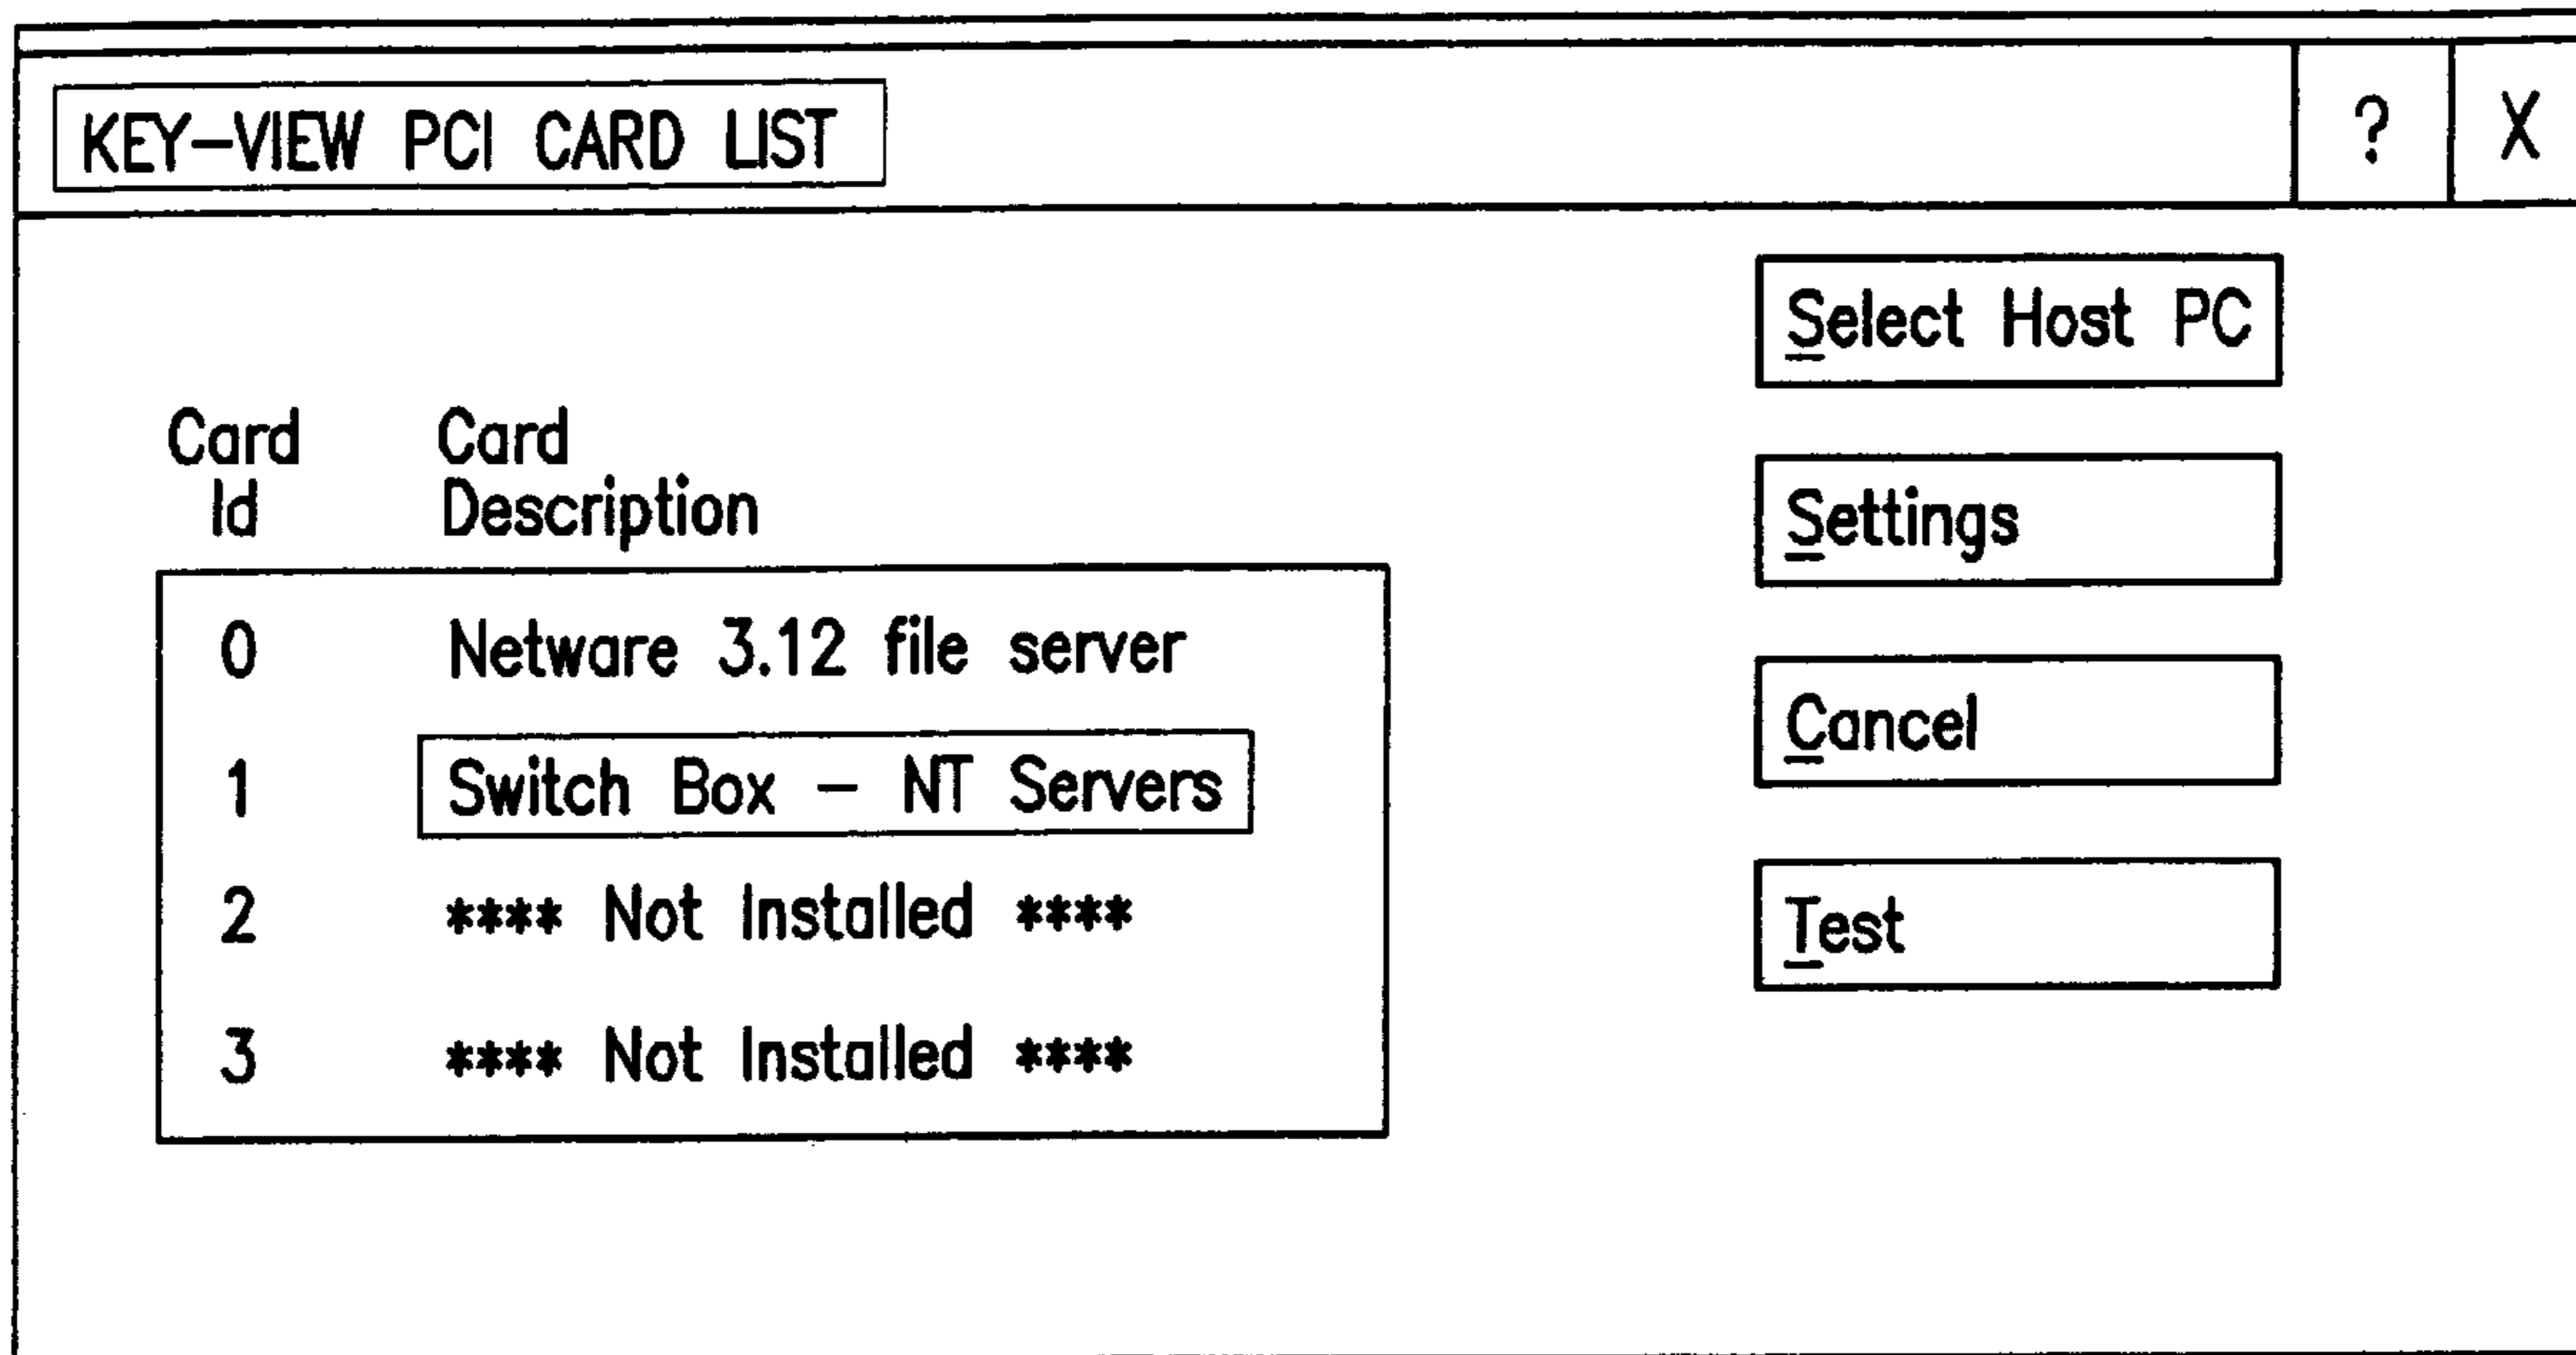 KEY-VIEW PCI CARD LIST ? X
Select Host PC
Card Card
Id Description
Settings
0 Netware 3.12 file server
1 Switch Box - NT Servers
Cancel
2 **** Not Installed ****
Test
3 **** Not Installed ****